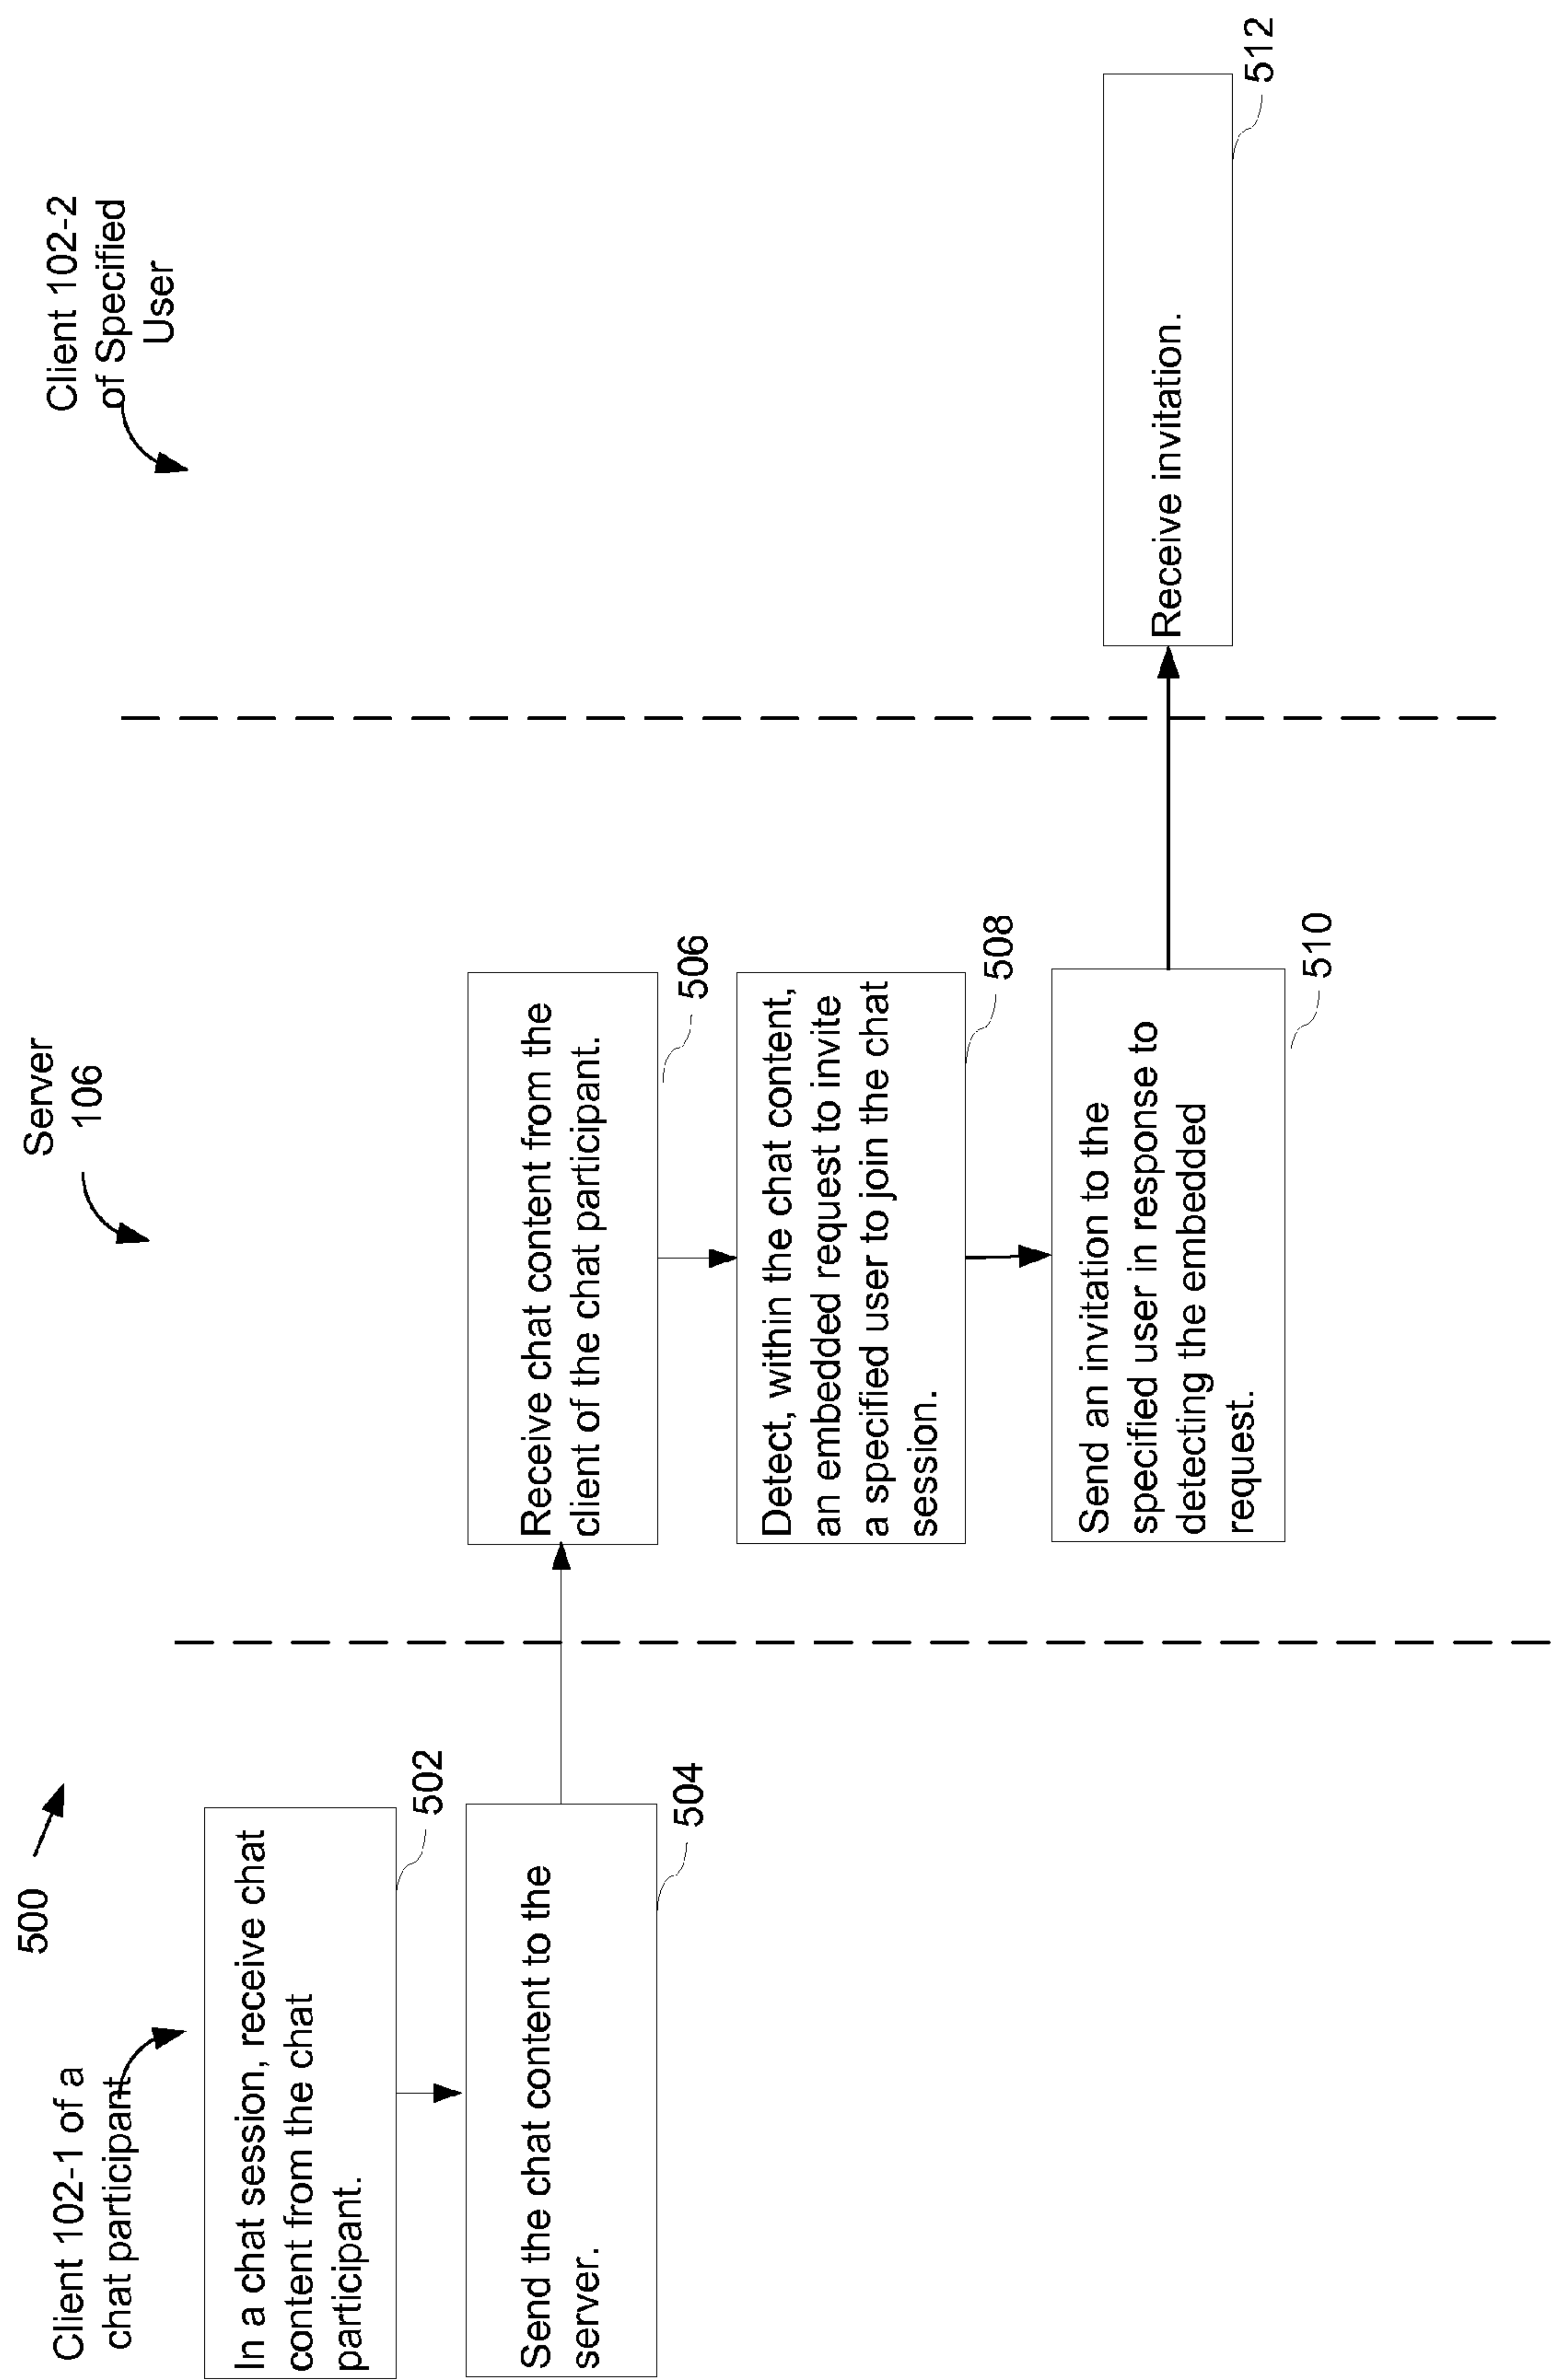 500
Client 102-1 of a
chat participant
Server
106
Client 102-2
of Specified
User
In a chat session, receive chat
content from the chat
participant.
502
Send the chat content to the
server.
504
Receive chat content from the
client of the chat participant.
506
Detect, within the chat content,
an embedded request to invite
a specified user to join the chat
session.
508
Send an invitation to the
specified user in response to
detecting the embedded
request.
510
Receive invitation.
512